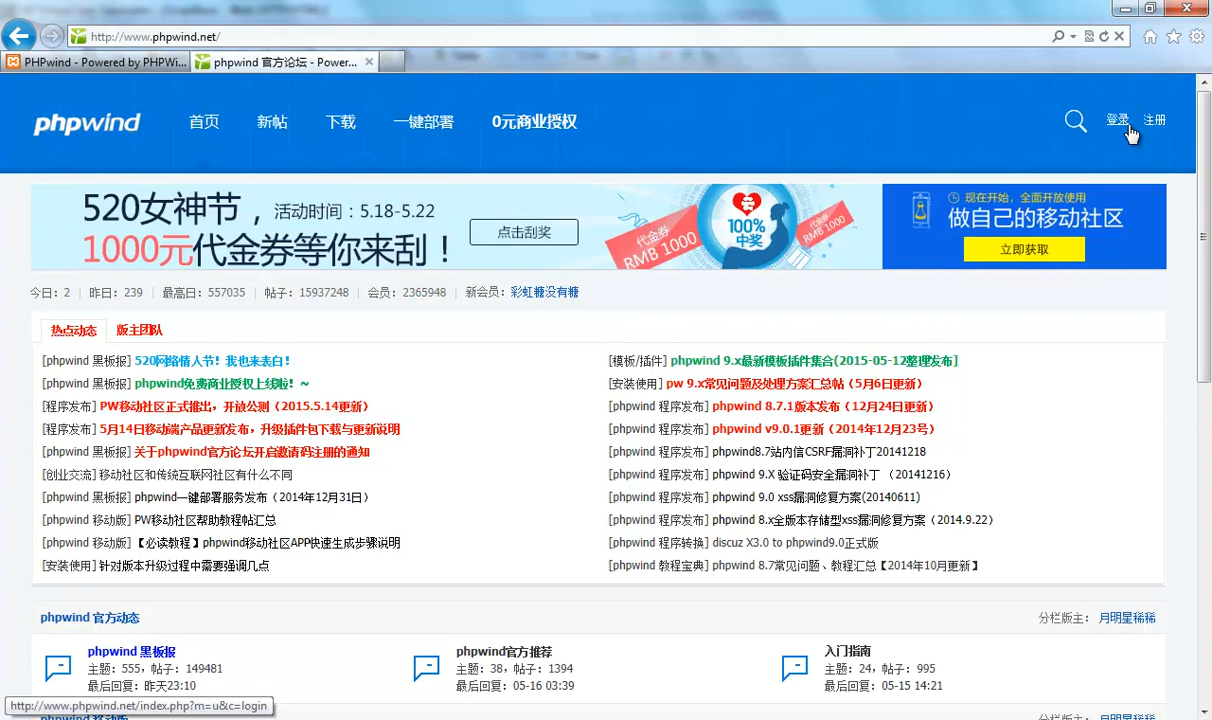 http://www.phpwind.net/
PHPwind - Powered by PHPWi...
phpwind 官方论坛 - Power...
phpwind
首页
新帖
下载
一键部署
0元商业授权
登录
注册
520女神节，活动时间：5.18-5.22
1000元代金券等你来刮！
点击刮奖
代金券
RMB 1000
100%
中奖
代金券
RMB 1000
现在开始，全面开放使用
做自己的移动社区
立即获取
今日：2 | 昨日：239 | 最高日：557035 | 帖子：15937248 | 会员：2365948 | 新会员：彩虹糖没有糖
热点动态 版主团队
[phpwind 黑板报] 520网络情人节！我也来表白！
[phpwind 黑板报] phpwind免费商业授权上线啦！~
[程序发布] PW移动社区正式推出，开放公测（2015.5.14更新）
[程序发布] 5月14日移动端产品更新发布，升级插件包下载与更新说明
[phpwind 黑板报] 关于phpwind官方论坛开启邀请码注册的通知
[创业交流] 移动社区和传统互联网社区有什么不同
[phpwind 黑板报] phpwind一键部署服务发布（2014年12月31日）
[phpwind 移动版] PW移动社区帮助教程帖汇总
[phpwind 移动版] 【必读教程】phpwind移动社区APP快速生成步骤说明
[安装使用] 针对版本升级过程中需要强调几点
[模板/插件] phpwind 9.x最新模板插件集合(2015-05-12整理发布]
[安装使用] pw 9.x常见问题及处理方案汇总帖（5月6日更新）
[phpwind 程序发布] phpwind 8.7.1版本发布（12月24日更新）
[phpwind 程序发布] phpwind v9.0.1更新（2014年12月23号）
[phpwind 程序发布] phpwind8.7站内信CSRF漏洞补丁20141218
[phpwind 程序发布] phpwind 9.X 验证码安全漏洞补丁 （20141216）
[phpwind 程序发布] phpwind 9.0 xss漏洞修复方案(20140611)
[phpwind 程序发布] phpwind 8.x全版本存储型xss漏洞修复方案（2014.9.22）
[phpwind 程序转换] discuz X3.0 to phpwind9.0正式版
[phpwind 教程宝典] phpwind 8.7常见问题、教程汇总【2014年10月更新】
phpwind 官方动态
分栏版主： 月明星稀稀
phpwind 黑板报
主题：555，帖子：149481
最后回复：昨天23:10
phpwind官方推荐
主题：38，帖子：1394
最后回复：05-16 03:39
入门指南
主题：24，帖子：995
最后回复：05-15 14:21
http://www.phpwind.net/index.php?m=u&c=login